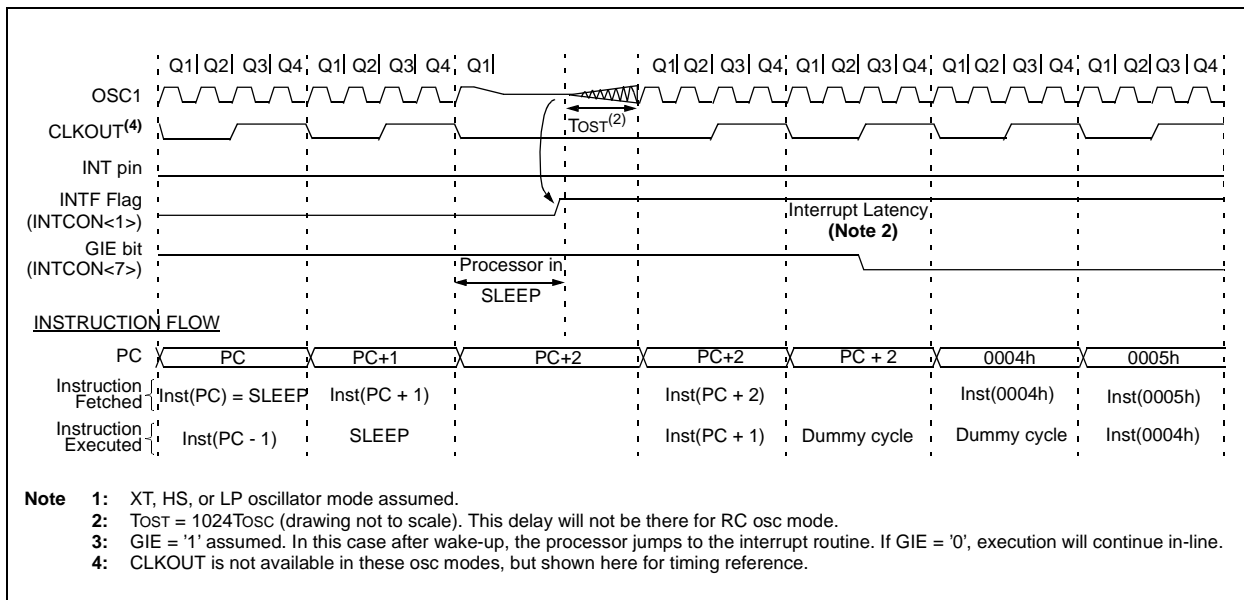 Q1 Q2 Q3 Q4 Q1 Q2 Q3 Q4 Q1 Q1 Q2 Q3 Q4 Q1 Q2 Q3 Q4 Q1 Q2 Q3 Q4 Q1 Q2 Q3 Q4
OSC1
TOST(2)
CLKOUT(4)
INT pin
INTF Flag
(INTCON<1>)
Interrupt Latency
(Note 2)
GIE bit
(INTCON<7>)
Processor in
SLEEP
INSTRUCTION FLOW
PC PC PC+1 PC+2 PC+2 PC + 2 0004h 0005h
Instruction
Fetched
Inst(PC) = SLEEP Inst(PC + 1) Inst(PC + 2) Inst(0004h) Inst(0005h)
Instruction
Executed
Inst(PC - 1) SLEEP Inst(PC + 1) Dummy cycle Dummy cycle Inst(0004h)
Note 1: XT, HS, or LP oscillator mode assumed.
2: TOST = 1024TOSC (drawing not to scale). This delay will not be there for RC osc mode.
3: GIE = '1' assumed. In this case after wake-up, the processor jumps to the interrupt routine. If GIE = '0', execution will continue in-line.
4: CLKOUT is not available in these osc modes, but shown here for timing reference.